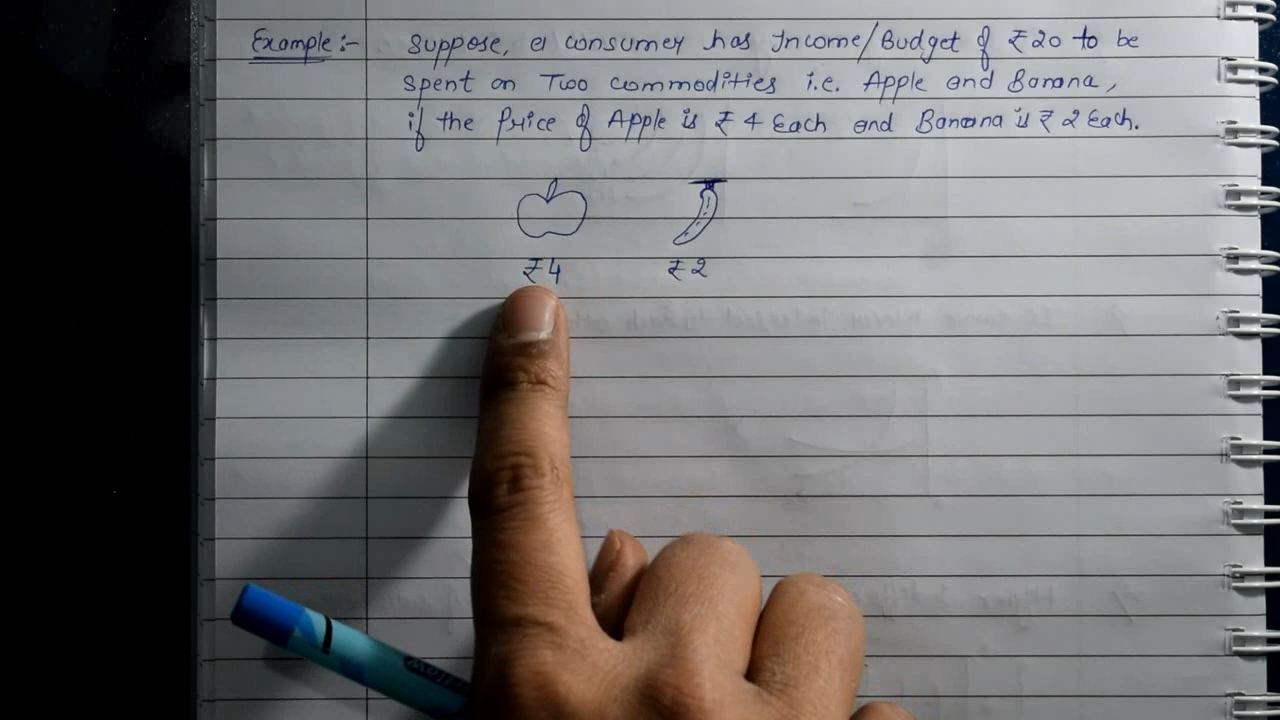 Example:- Suppose, a consumer has Income/Budget of ₹20 to be
spent on Two commodities i.e. Apple and Banana,
if the Price of Apple is ₹ 4 Each and Banana is ₹ 2 Each.
₹4 ₹2